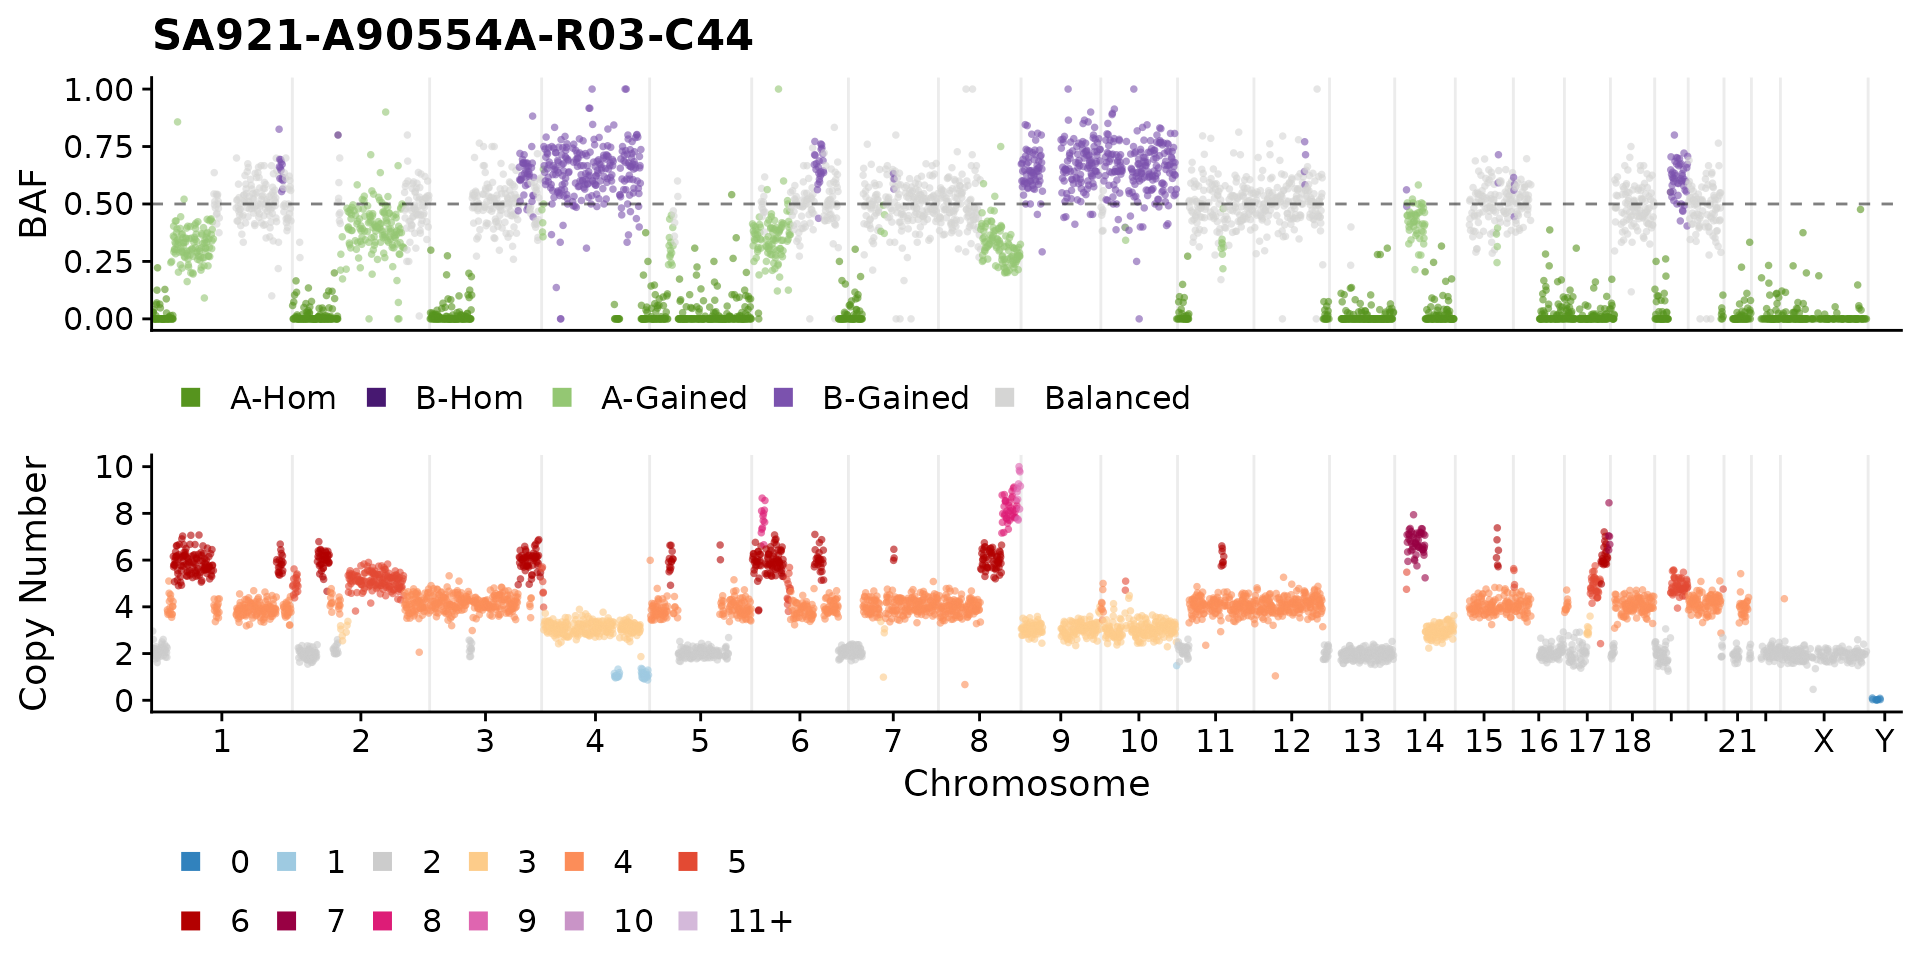 SA921-A90554A-R03-C44
1.00
0.75
0.50
0.25
0.00
BAF
A-Hom B-Hom A-Gained B-Gained Balanced
10
8
6
4
2
0
Copy Number
1 2 3 4 5 6 7 8 9 10 11 12 13 14 15 16 17 18 21 X Y
Chromosome
0 1 2 3 4 5
6 7 8 9 10 11+